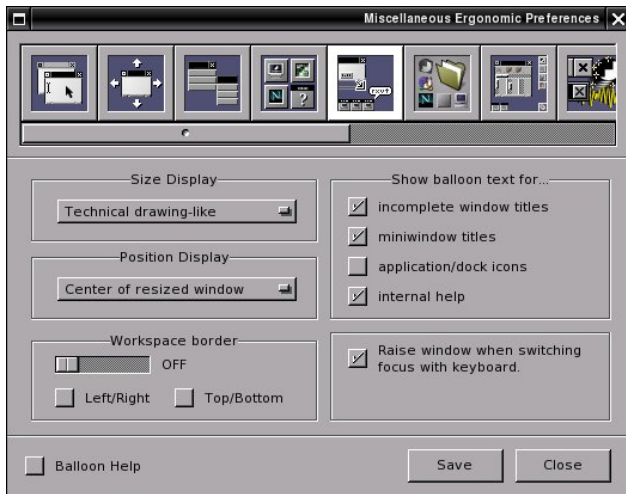 Miscellaneous Ergonomic Preferences
rxvt
N
?
N
Size Display
Technical drawing-like
Position Display
Center of resized window
Workspace border
OFF
Left/Right
Top/Bottom
Show balloon text for...
incomplete window titles
miniwindow titles
application/dock icons
internal help
Raise window when switching
focus with keyboard.
Balloon Help
Save
Close